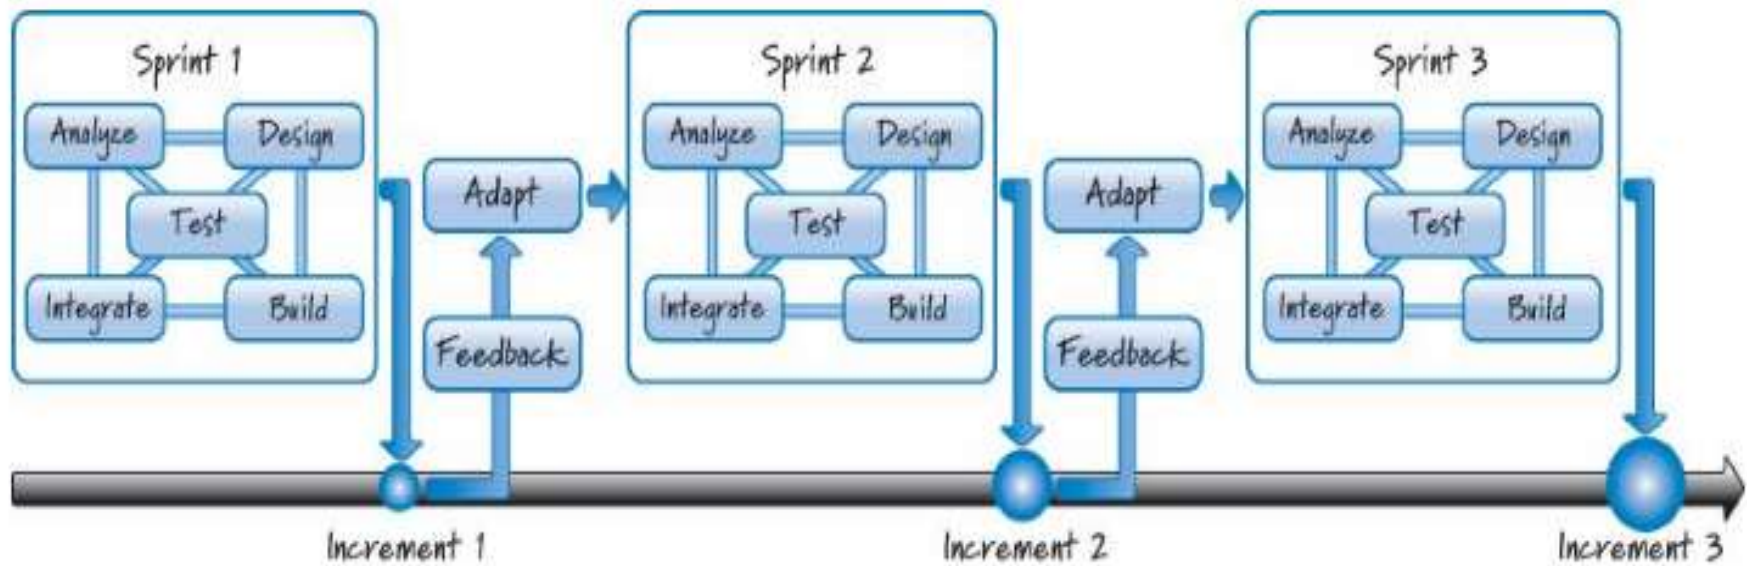 Sprint 1
Analyze
Design
Test
Integrate
Build
Adapt
Feedback
Increment 1
Sprint 2
Analyze
Design
Test
Integrate
Build
Adapt
Feedback
Increment 2
Sprint 3
Analyze
Design
Test
Integrate
Build
Increment 3